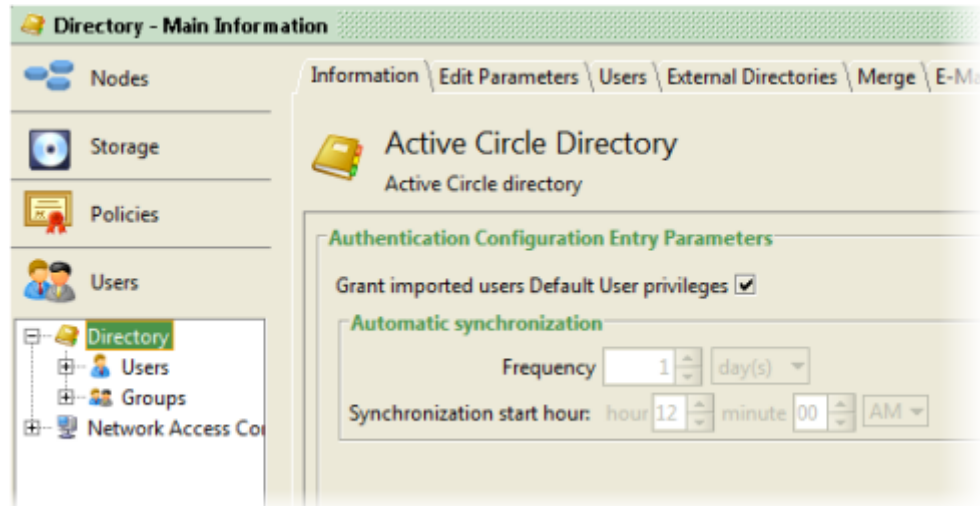 Directory - Main Information
Nodes
Storage
Policies
Users
Directory
Users
Groups
Network Access
Information Edit Parameters Users External Directories Merge
Active Circle Directory
Active Circle directory
Authentication Configuration Entry Parameters
Grant imported users Default User privileges
Automatic synchronization
Frequency 1 day(s)
Synchronization start hour: hour 12 minute 00 AM